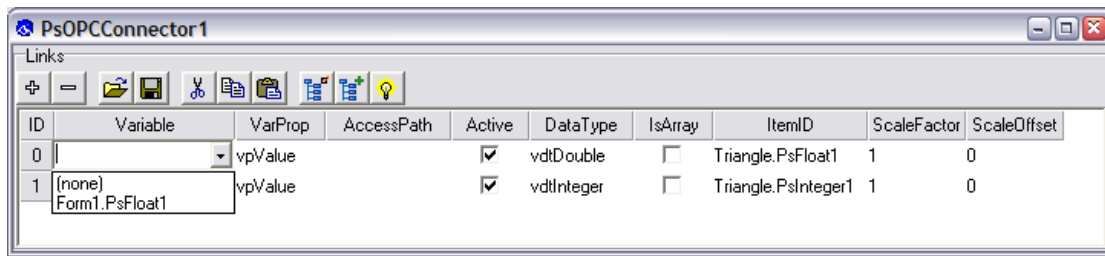 PsOPCConnector1
Links
ID Variable VarProp AccessPath Active DataType IsArray ItemID ScaleFactor ScaleOffset
0 vpValue vdtDouble Triangle.PsFloat1 1 0
1 (none) vpValue vdtInteger Triangle.PsInteger1 1 0
Form1.PsFloat1